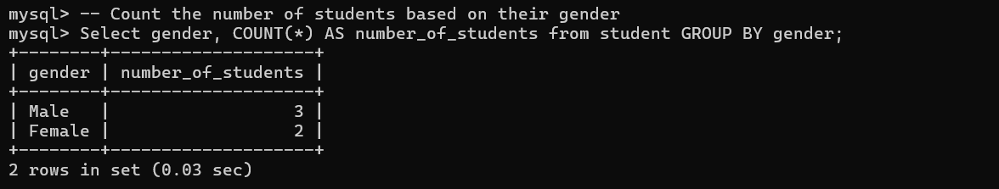 mysql> -- Count the number of students based on their gender
mysql> Select gender, COUNT(*) AS number_of_students from student GROUP BY gender;
+--------+--------------------+
| gender | number_of_students |
+--------+--------------------+
| Male   |                  3 |
| Female |                  2 |
+--------+--------------------+
2 rows in set (0.03 sec)